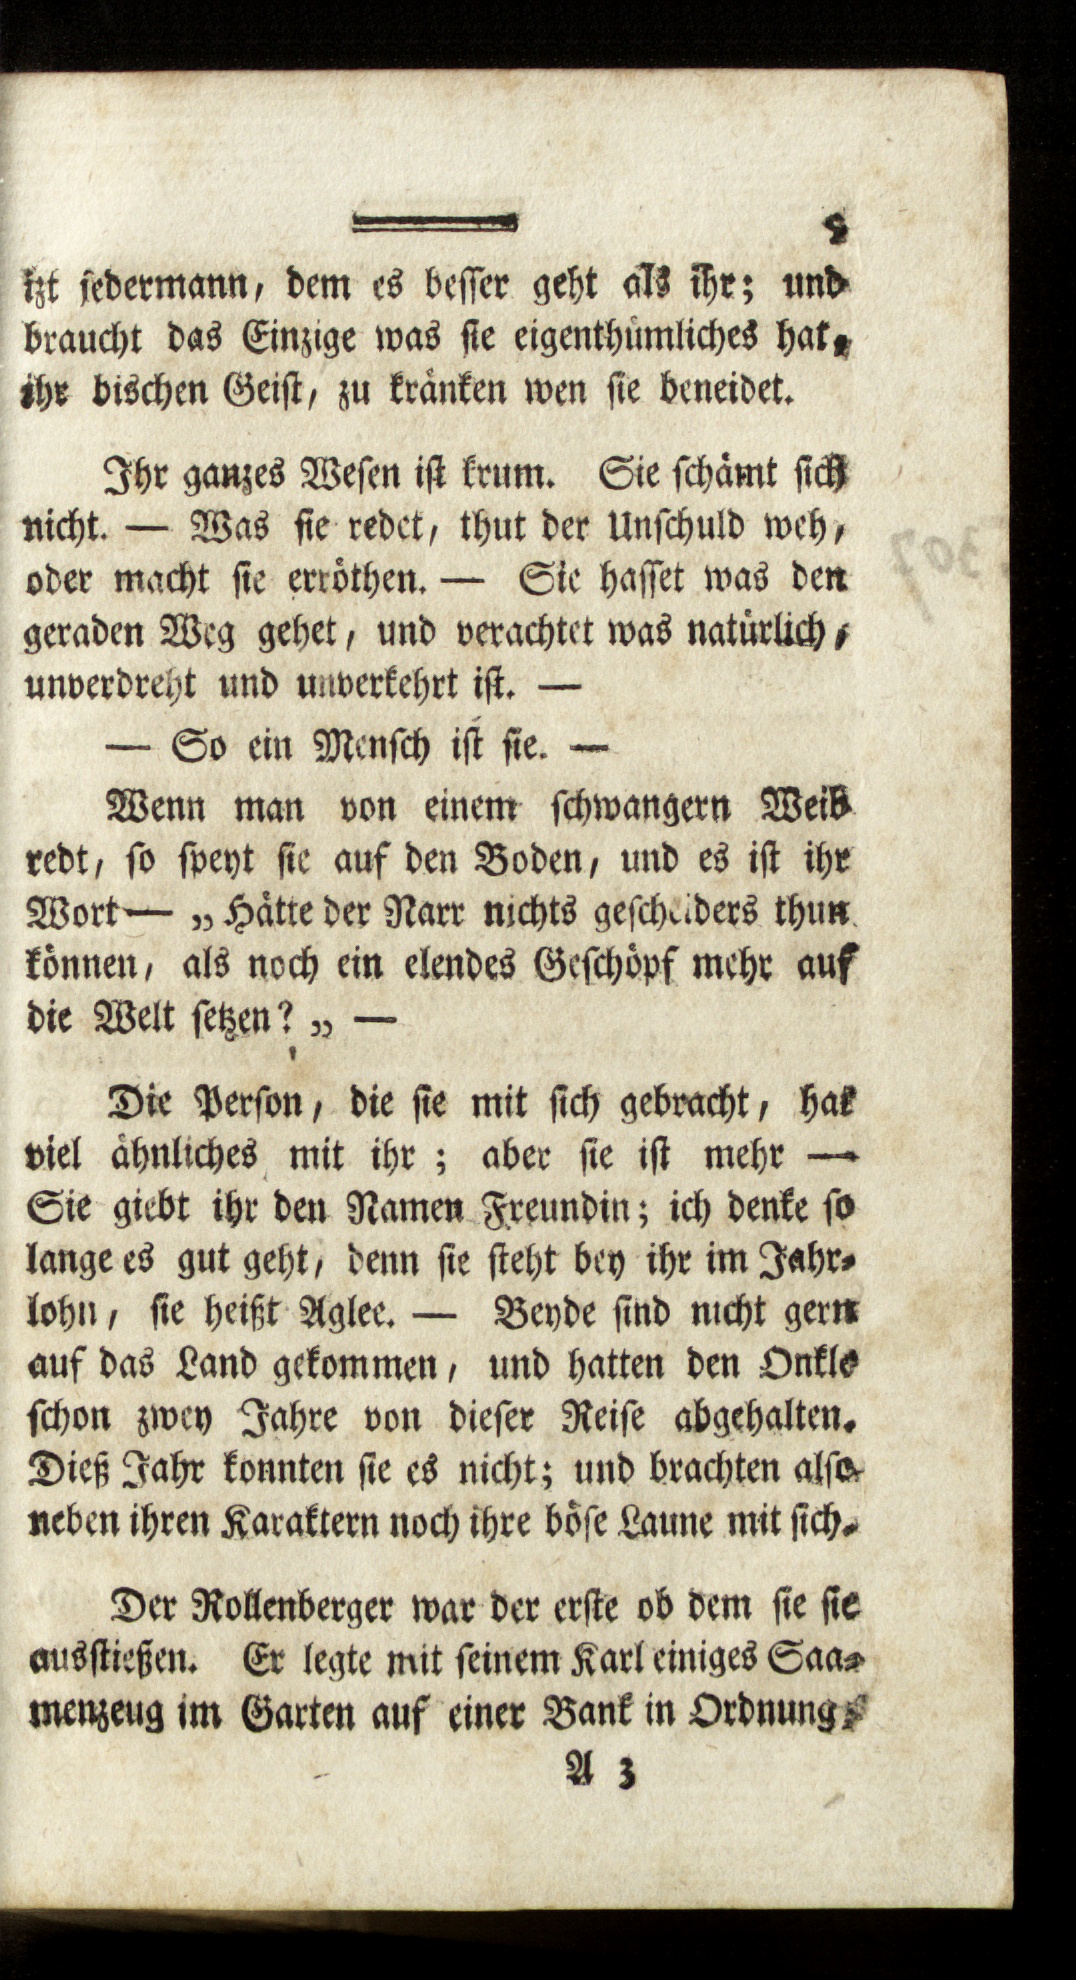 5
izt jedermann, dem es besser geht als ihr; und
braucht das Einzige was sie eigenthümliches hat,
ihr bischen Geist, zu kränken wen sie beneidet.
Ihr ganzes Wesen ist krum. Sie schämt sich
nicht. — Was sie redet, thut der Unschuld weh,
oder macht sie erröthen. — Sie hasset was den
geraden Weg gehet, und verachtet was natürlich,
unverdreht und unverkehrt ist. —
— So ein Mensch ist sie. —
Wenn man von einem schwangern Weib
redt, so speyt sie auf den Boden, und es ist ihr
Wort — „Hätte der Narr nichts gescheiders thun
können, als noch ein elendes Geschöpf mehr auf
die Welt setzen?„ —
Die Person, die sie mit sich gebracht, hat
viel ähnliches mit ihr; aber sie ist mehr —
Sie giebt ihr den Namen Freundin; ich denke so
lange es gut geht, denn sie steht bey ihr im Jahr-
lohn, sie heißt Aglee. — Beyde sind nicht gern
auf das Land gekommen, und hatten den Onkle
schon zwey Jahre von dieser Reise abgehalten.
Dieß Jahr konnten sie es nicht; und brachten also
neben ihren Karaktern noch ihre böse Laune mit sich.
Der Rollenberger war der erste ob dem sie sie
ausstießen. Er legte mit seinem Karl einiges Saa-
menzeug im Garten auf einer Bank in Ordnung,
A 3
307